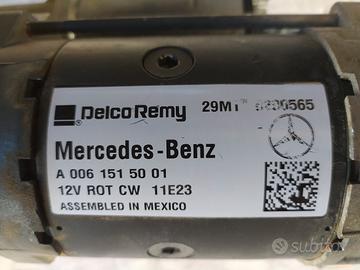 Delco Remy 29MT
Mercedes-Benz
A 006 151 50 01
12V ROT CW 11E23
ASSEMBLED IN MEXICO
subito